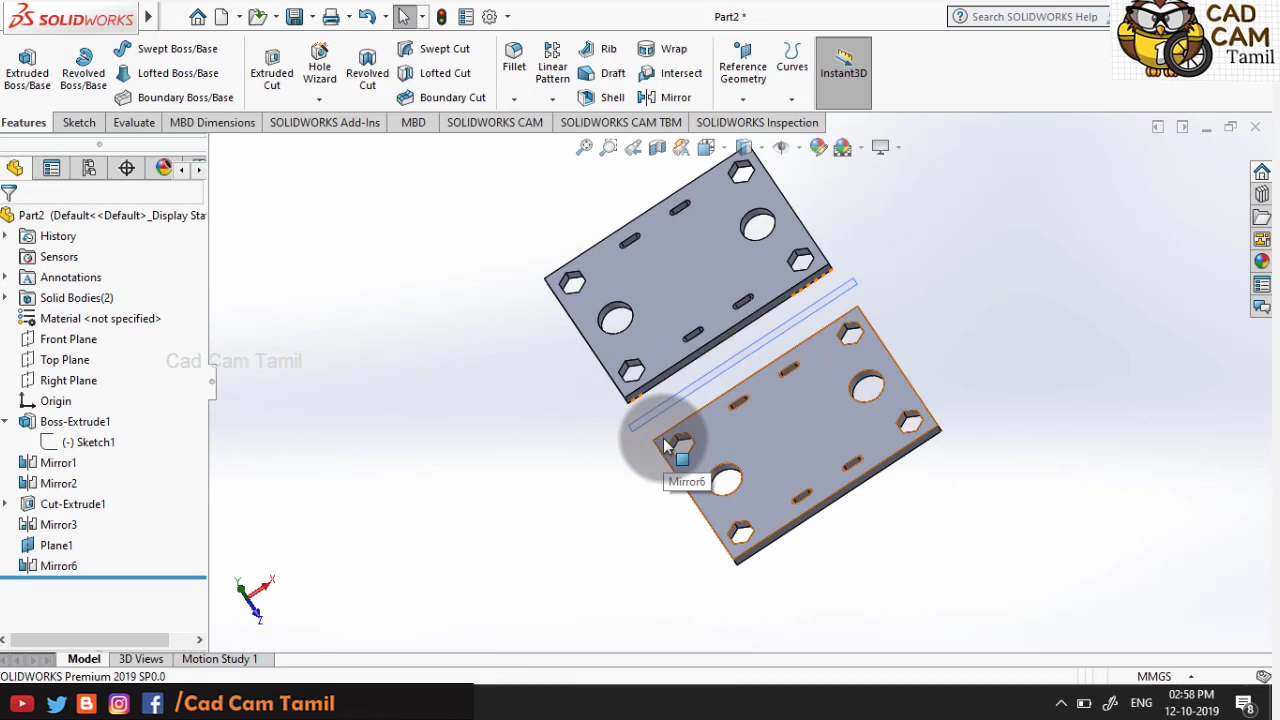 SOLIDWORKS
Part2 *
Search SOLIDWORKS Help
CAD
CAM
Tamil
Extruded Boss/Base
Revolved Boss/Base
Swept Boss/Base
Lofted Boss/Base
Boundary Boss/Base
Extruded Cut
Hole Wizard
Revolved Cut
Swept Cut
Lofted Cut
Boundary Cut
Fillet
Linear Pattern
Rib
Draft
Shell
Wrap
Intersect
Mirror
Reference Geometry
Curves
Instant3D
Features Sketch Evaluate MBD Dimensions SOLIDWORKS Add-Ins MBD SOLIDWORKS CAM SOLIDWORKS CAM TBM SOLIDWORKS Inspection
Part2 (Default<<Default>_Display Sta
History
Sensors
Annotations
Solid Bodies(2)
Material <not specified>
Front Plane
Top Plane
Cad Cam Tamil
Right Plane
Origin
Boss-Extrude1
(-) Sketch1
Mirror1
Mirror2
Cut-Extrude1
Mirror3
Plane1
Mirror6
Mirror6
Y
X
Z
Model 3D Views Motion Study 1
OLIDWORKS Premium 2019 SP0.0
MMGS
/Cad Cam Tamil
ENG
02:58 PM
12-10-2019
8